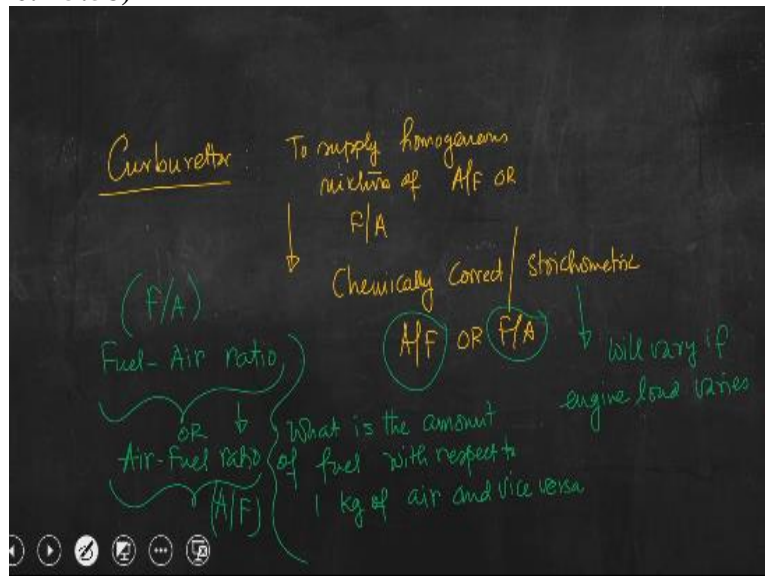 Curburettor : To supply homogeneous
mixture of A/F OR
F/A
Chemically Correct / Stoichometric
A/F OR F/A
will vary if
engine load varies
(F/A)
Fuel-Air ratio
OR
Air-Fuel ratio
(A/F)
What is the amount
of fuel with respect to
1 kg of air and vice versa